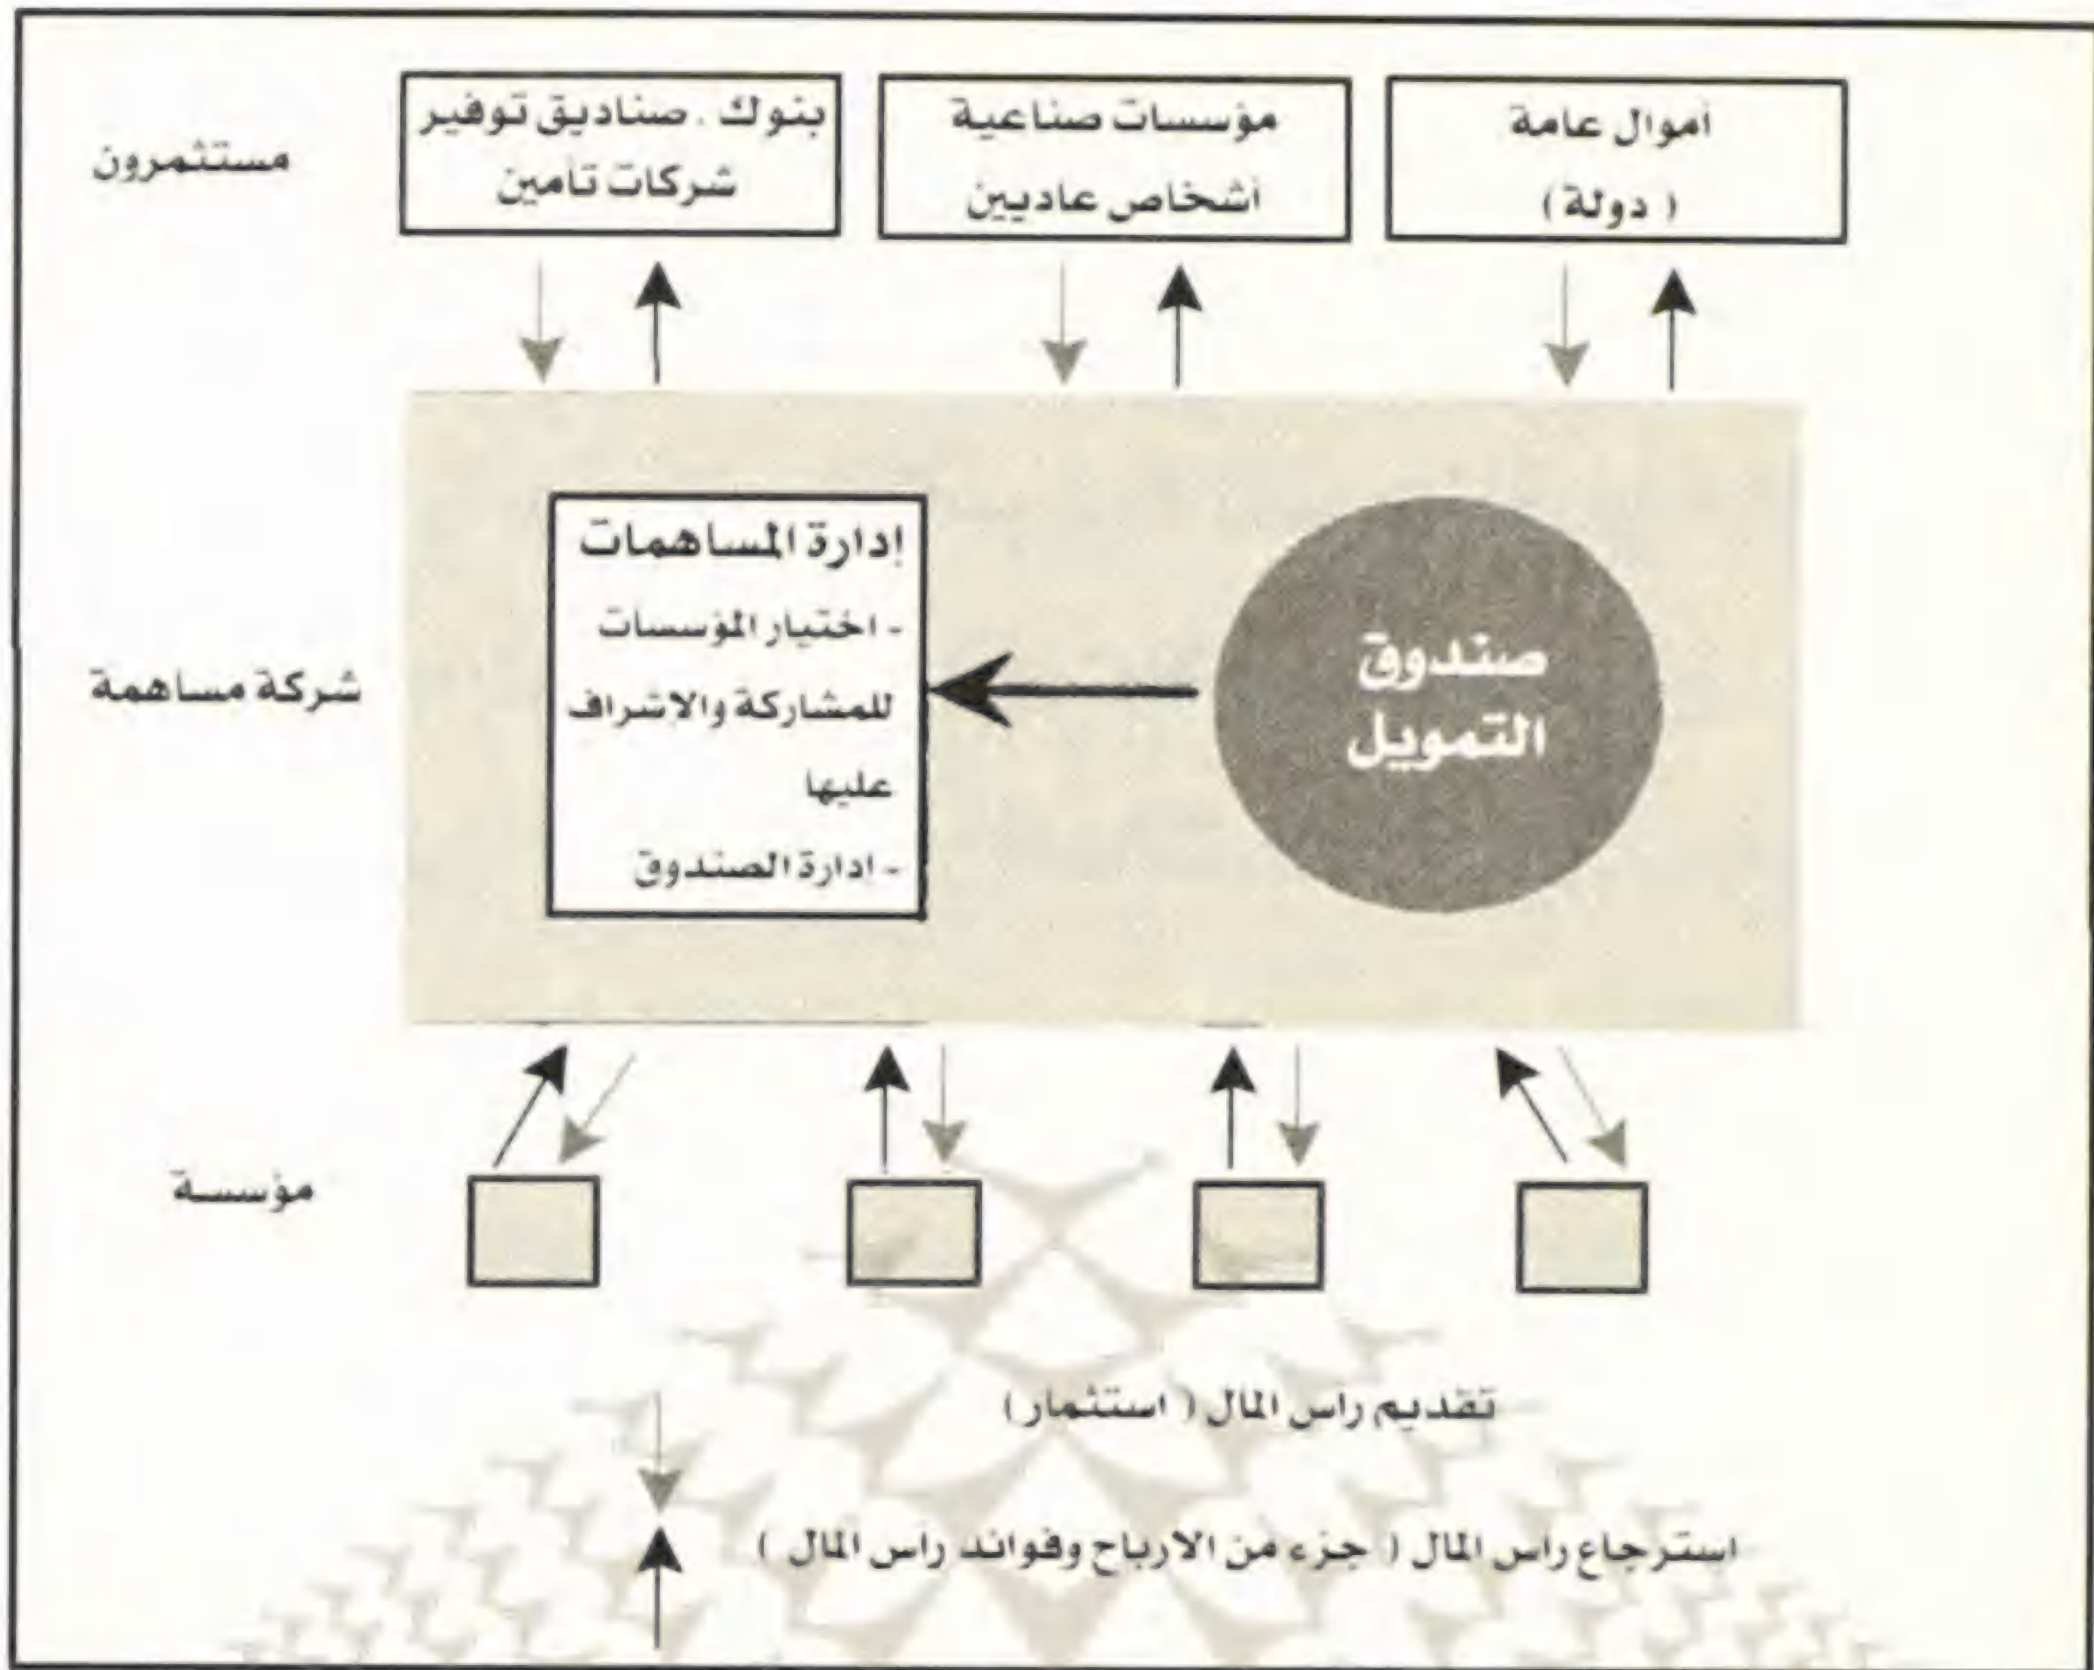 أموال عامة
( دولة )
مؤسسات صناعية
أشخاص عاديين
بنوك . صناديق توفير
شركات تأمين
مستثمرون
صندوق
التمويل
إدارة المساهمات
- اختيار المؤسسات
للمشاركة والاشراف
عليها
- ادارة الصندوق
شركة مساهمة
مؤسسة
تقديم راس المال ( استثمار )
استرجاع راس المال ( جزء من الارباح وفوائد راس المال )